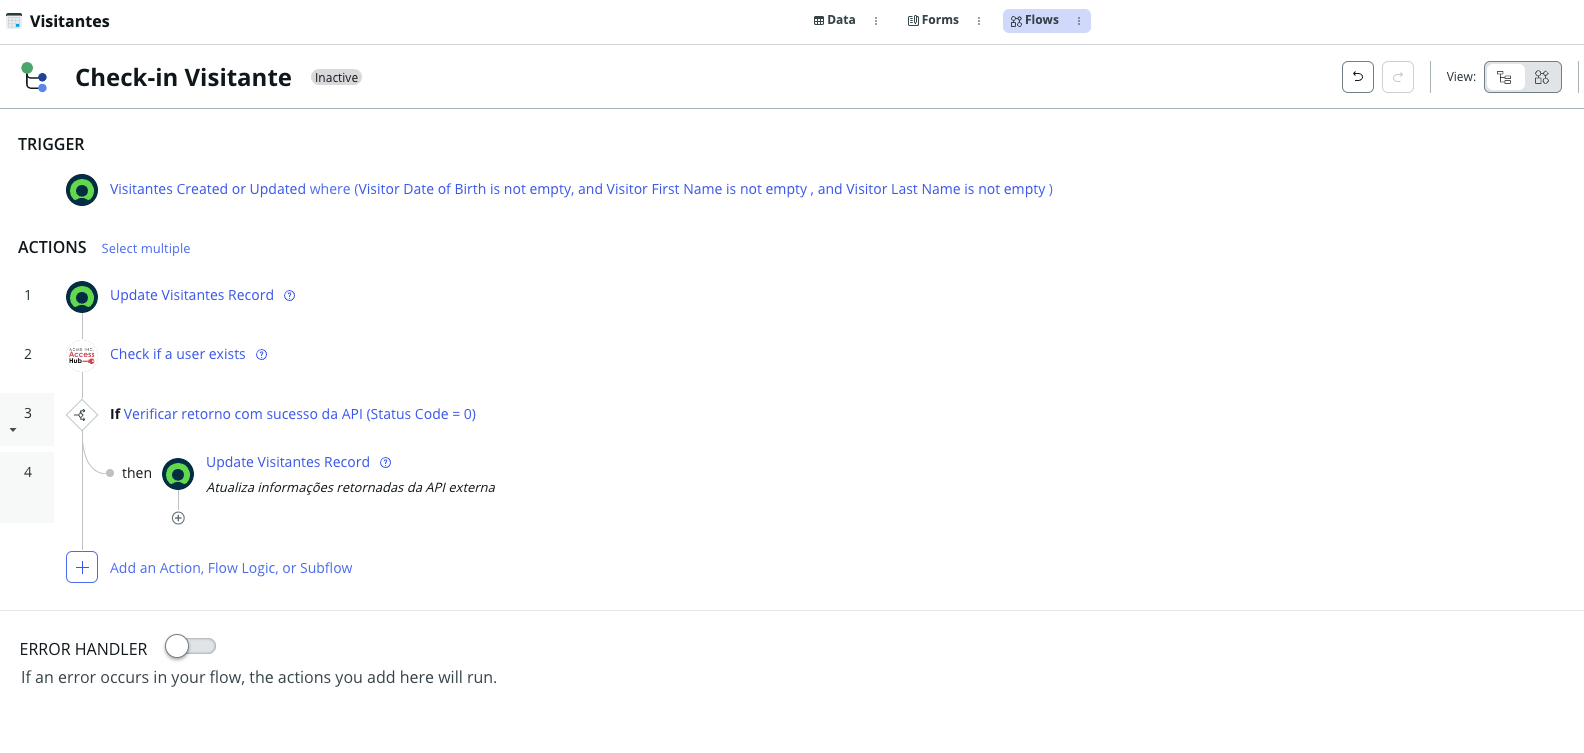 Visitantes
Data
Forms
Flows
Check-in Visitante
Inactive
View:
TRIGGER
Visitantes Created or Updated where (Visitor Date of Birth is not empty, and Visitor First Name is not empty , and Visitor Last Name is not empty )
ACTIONS Select multiple
1 Update Visitantes Record
2 Access Hub Check if a user exists
3 If Verificar retorno com sucesso da API (Status Code = 0)
4 then Update Visitantes Record
Atualiza informações retornadas da API externa
Add an Action, Flow Logic, or Subflow
ERROR HANDLER
If an error occurs in your flow, the actions you add here will run.